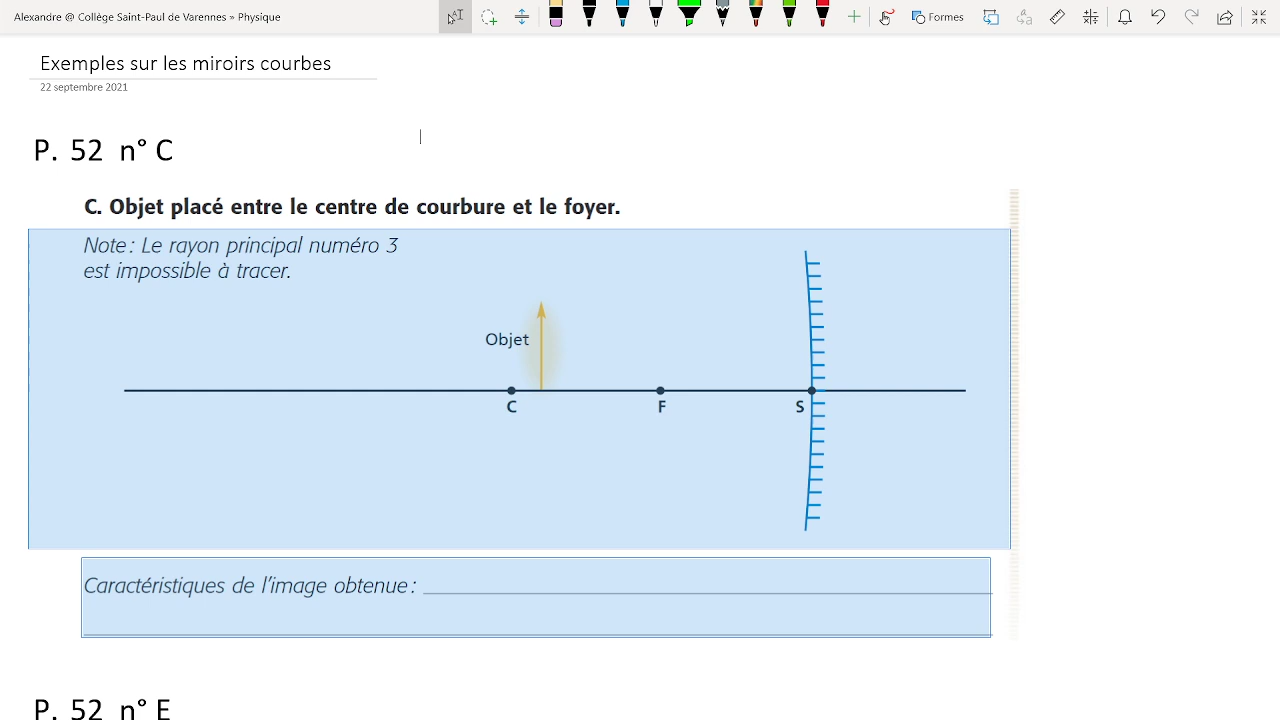 exandre @ Collège Saint-Paul de Varennes » Physique
Formes
Exemples sur les miroirs courbes
22 septembre 2021
P. 52 n° C
C. Objet placé entre le centre de courbure et le foyer.
Note : Le rayon principal numéro 3
est impossible à tracer.
Objet
C
F
S
Caractéristiques de l'image obtenue :
P. 52 n° E